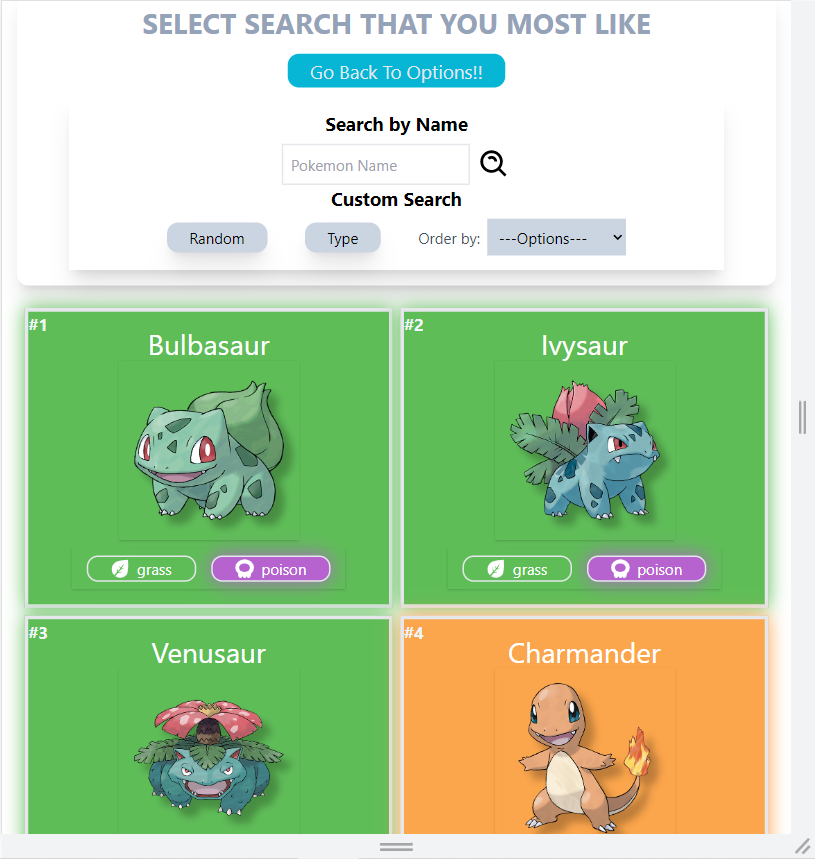 SELECT SEARCH THAT YOU MOST LIKE
Go Back To Options!!
Search by Name
Pokemon Name
Custom Search
Random Type Order by: ---Options---
#1
Bulbasaur
grass poison
#2
Ivysaur
grass poison
#3
Venusaur
#4
Charmander